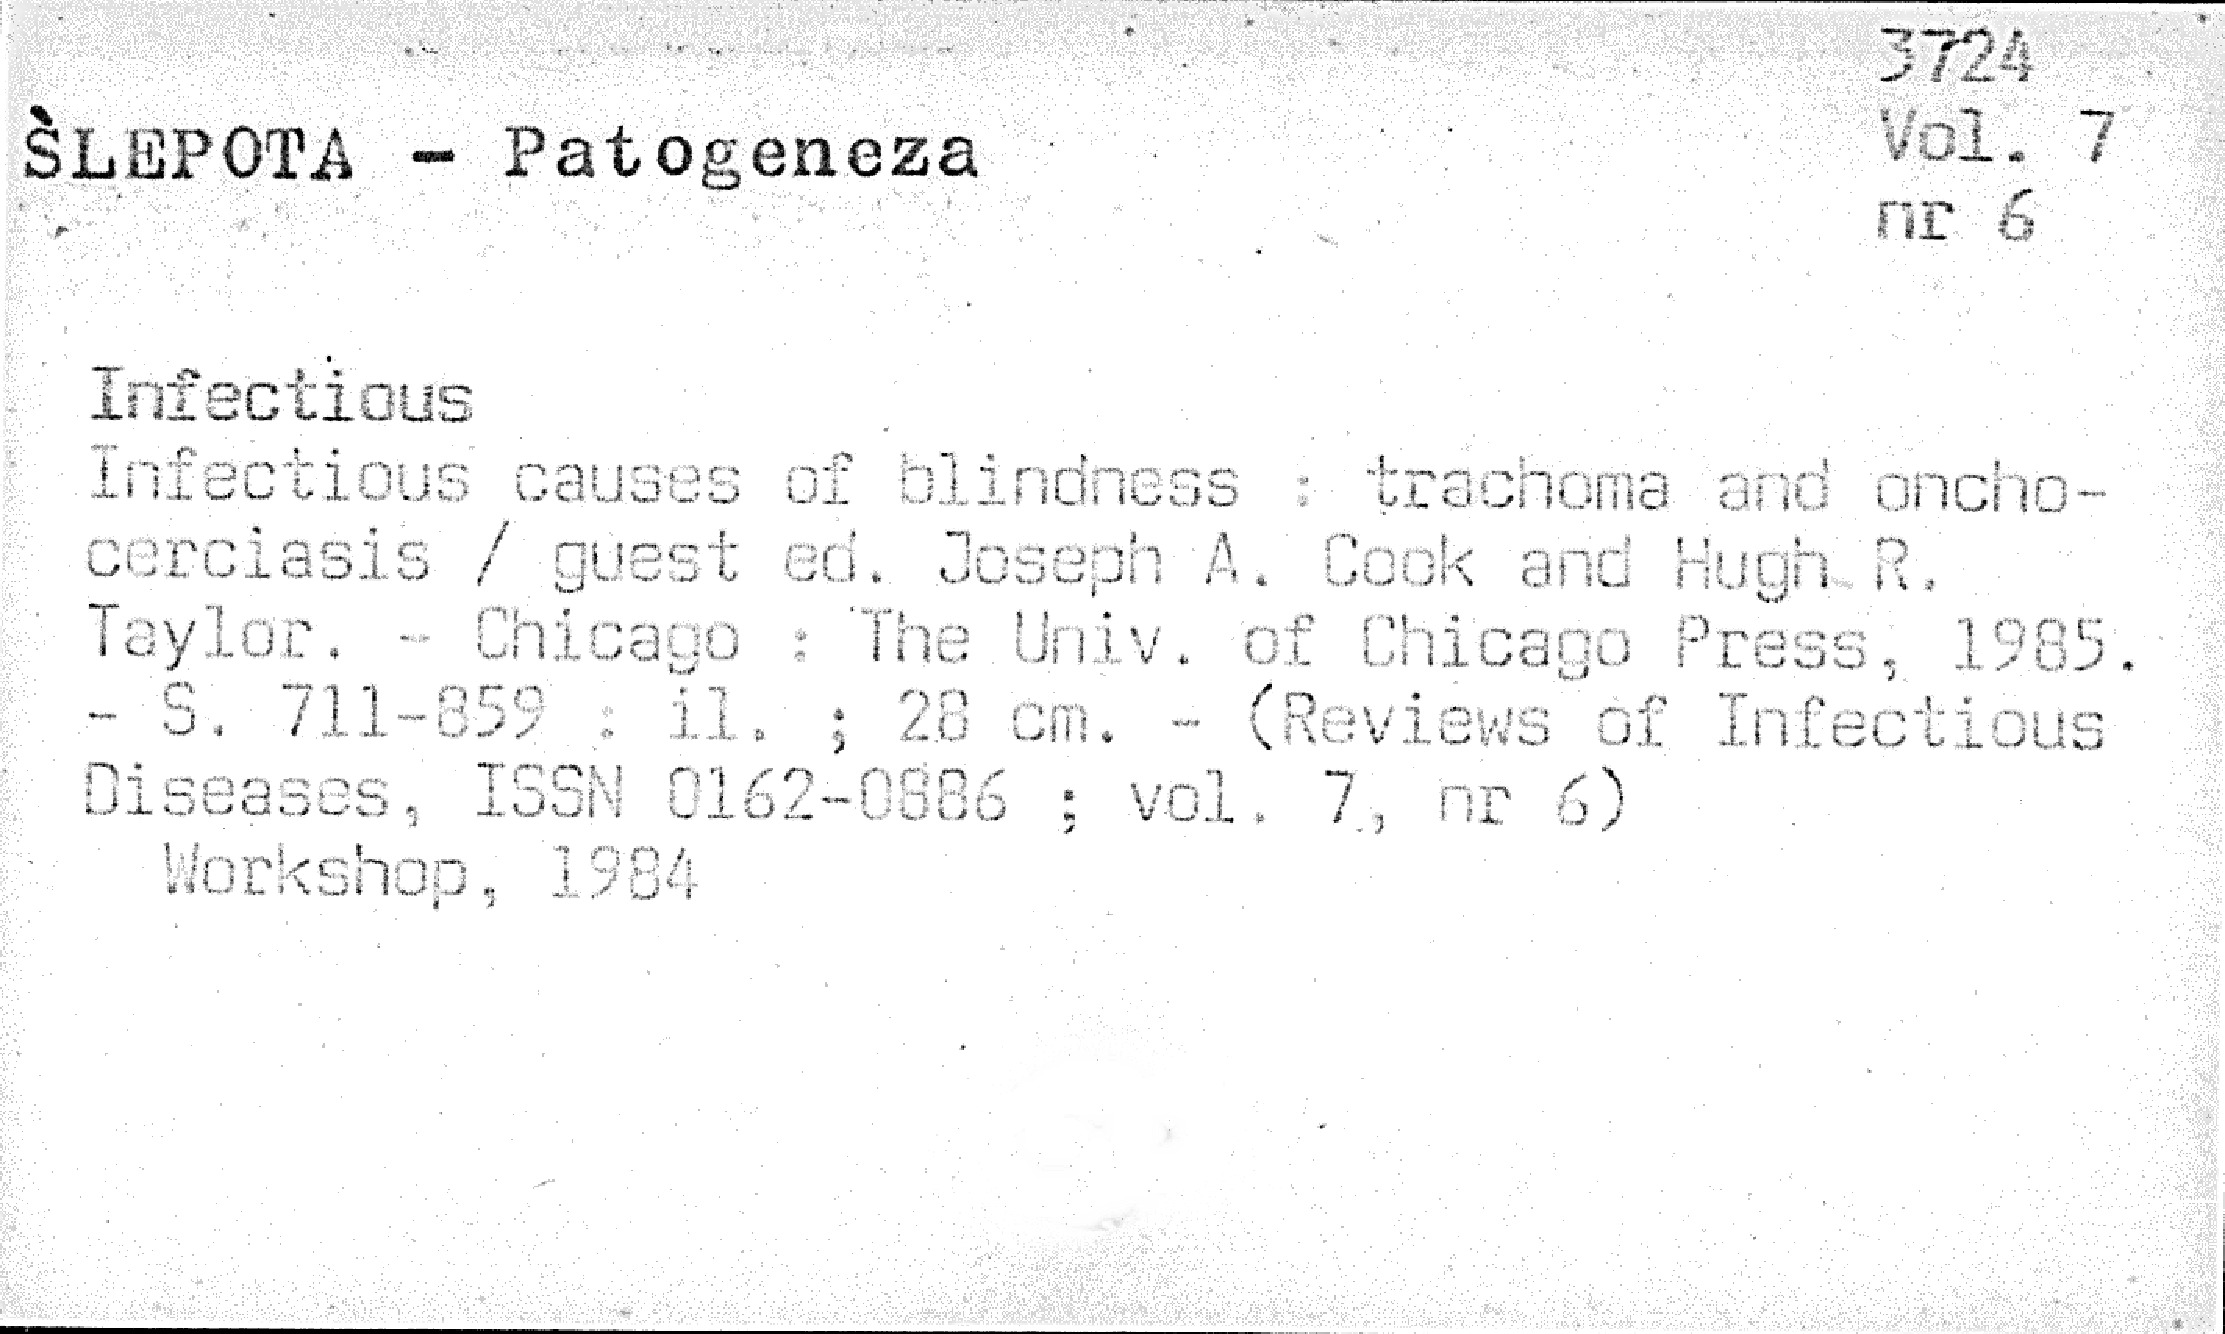 3724
Vol. 7
nr 6
ŚLEPOTA - Patogeneza
Infectious
Infectious causes of blindness : trachoma and oncho-
cerciasis / guest ed. Joseph A. Cook and Hugh R.
Taylor. - Chicago : The Univ. of Chicago Press, 1985.
- S. 711-859 : il. ; 28 cm. - (Reviews of Infectious
Diseases, ISSN 0162-0886 ; vol. 7, nr 6)
Workshop, 1984